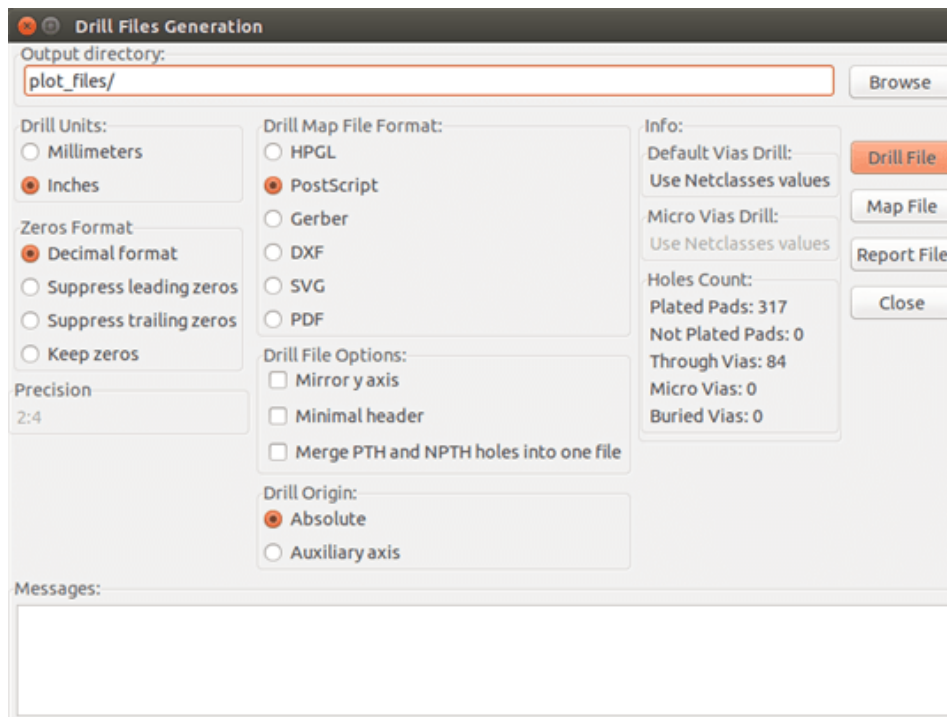 Drill Files Generation
Output directory:
plot_files/
Browse
Drill Units:
Millimeters
Inches
Zeros Format
Decimal format
Suppress leading zeros
Suppress trailing zeros
Keep zeros
Precision
2:4
Drill Map File Format:
HPGL
PostScript
Gerber
DXF
SVG
PDF
Drill File Options:
Mirror y axis
Minimal header
Merge PTH and NPTH holes into one file
Drill Origin:
Absolute
Auxiliary axis
Info:
Default Vias Drill:
Use Netclasses values
Micro Vias Drill:
Use Netclasses values
Holes Count:
Plated Pads: 317
Not Plated Pads: 0
Through Vias: 84
Micro Vias: 0
Buried Vias: 0
Drill File
Map File
Report File
Close
Messages: